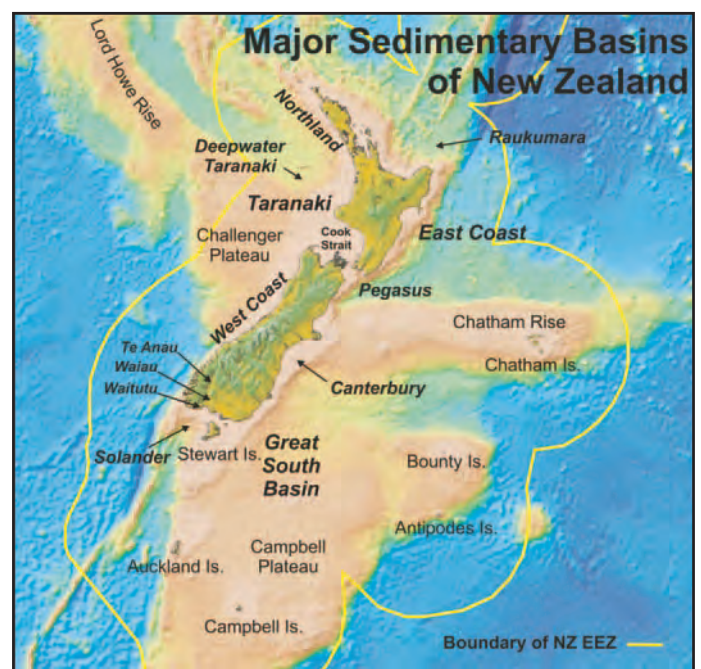 Major Sedimentary Basins
of New Zealand
Lord Howe Rise
Northland
Raukumara
Deepwater
Taranaki
Taranaki
Cook
Strait
East Coast
Challenger
Plateau
West Coast
Pegasus
Chatham Rise
Te Anau
Waiau
Waitutu
Chatham Is.
Canterbury
Solander
Stewart Is.
Great
South
Basin
Bounty Is.
Antipodes Is.
Auckland Is.
Campbell
Plateau
Campbell Is.
Boundary of NZ EEZ